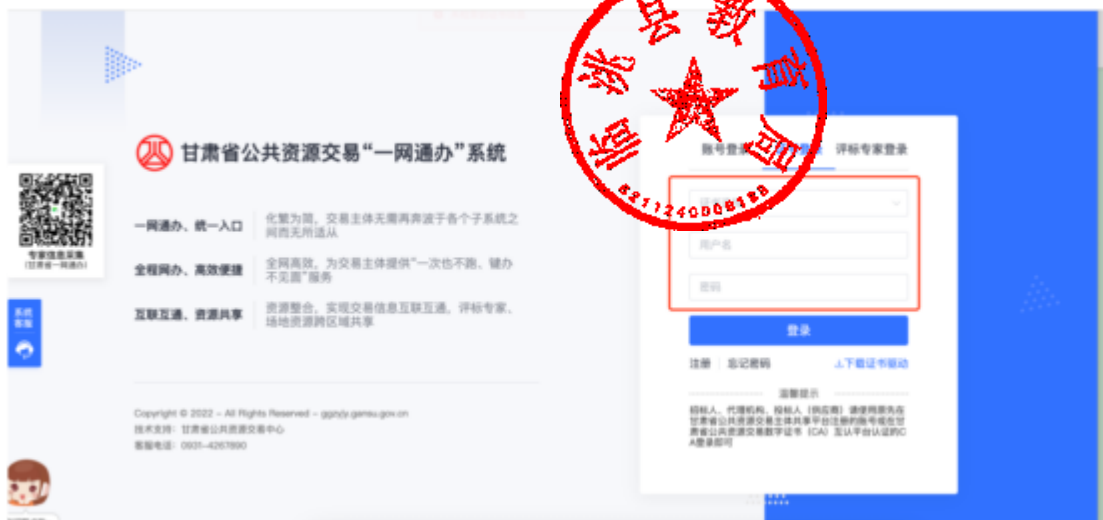 甘肃省公共资源交易“一网通办”系统
一网通办、统一入口
化繁为简，交易主体无需再奔波于各个子系统之
间而无所适从
全程网办、高效便捷
全网高效，为交易主体提供“一次也不跑、键办
不见面”服务
互联互通、资源共享
资源整合，实现交易信息互联互通，评标专家、
场地资源跨区域共享
专家信息采集
（甘肃省一网通办）
系统
客服
Copyright © 2022 - All Rights Reserved - ggzyjy.gansu.gov.cn
技术支持：甘肃省公共资源交易中心
客服电话：0931-4267890
临洮县教育局
账号登 登录 评标专家登录
用户名
密码
登录
注册 忘记密码 下载证书驱动
温馨提示
招标人、代理机构、投标人（供应商）请使用原先在
甘肃省公共资源交易主体共享平台注册的账号或在甘
肃省公共资源交易数字证书（CA）互认平台认证的C
A登录即可